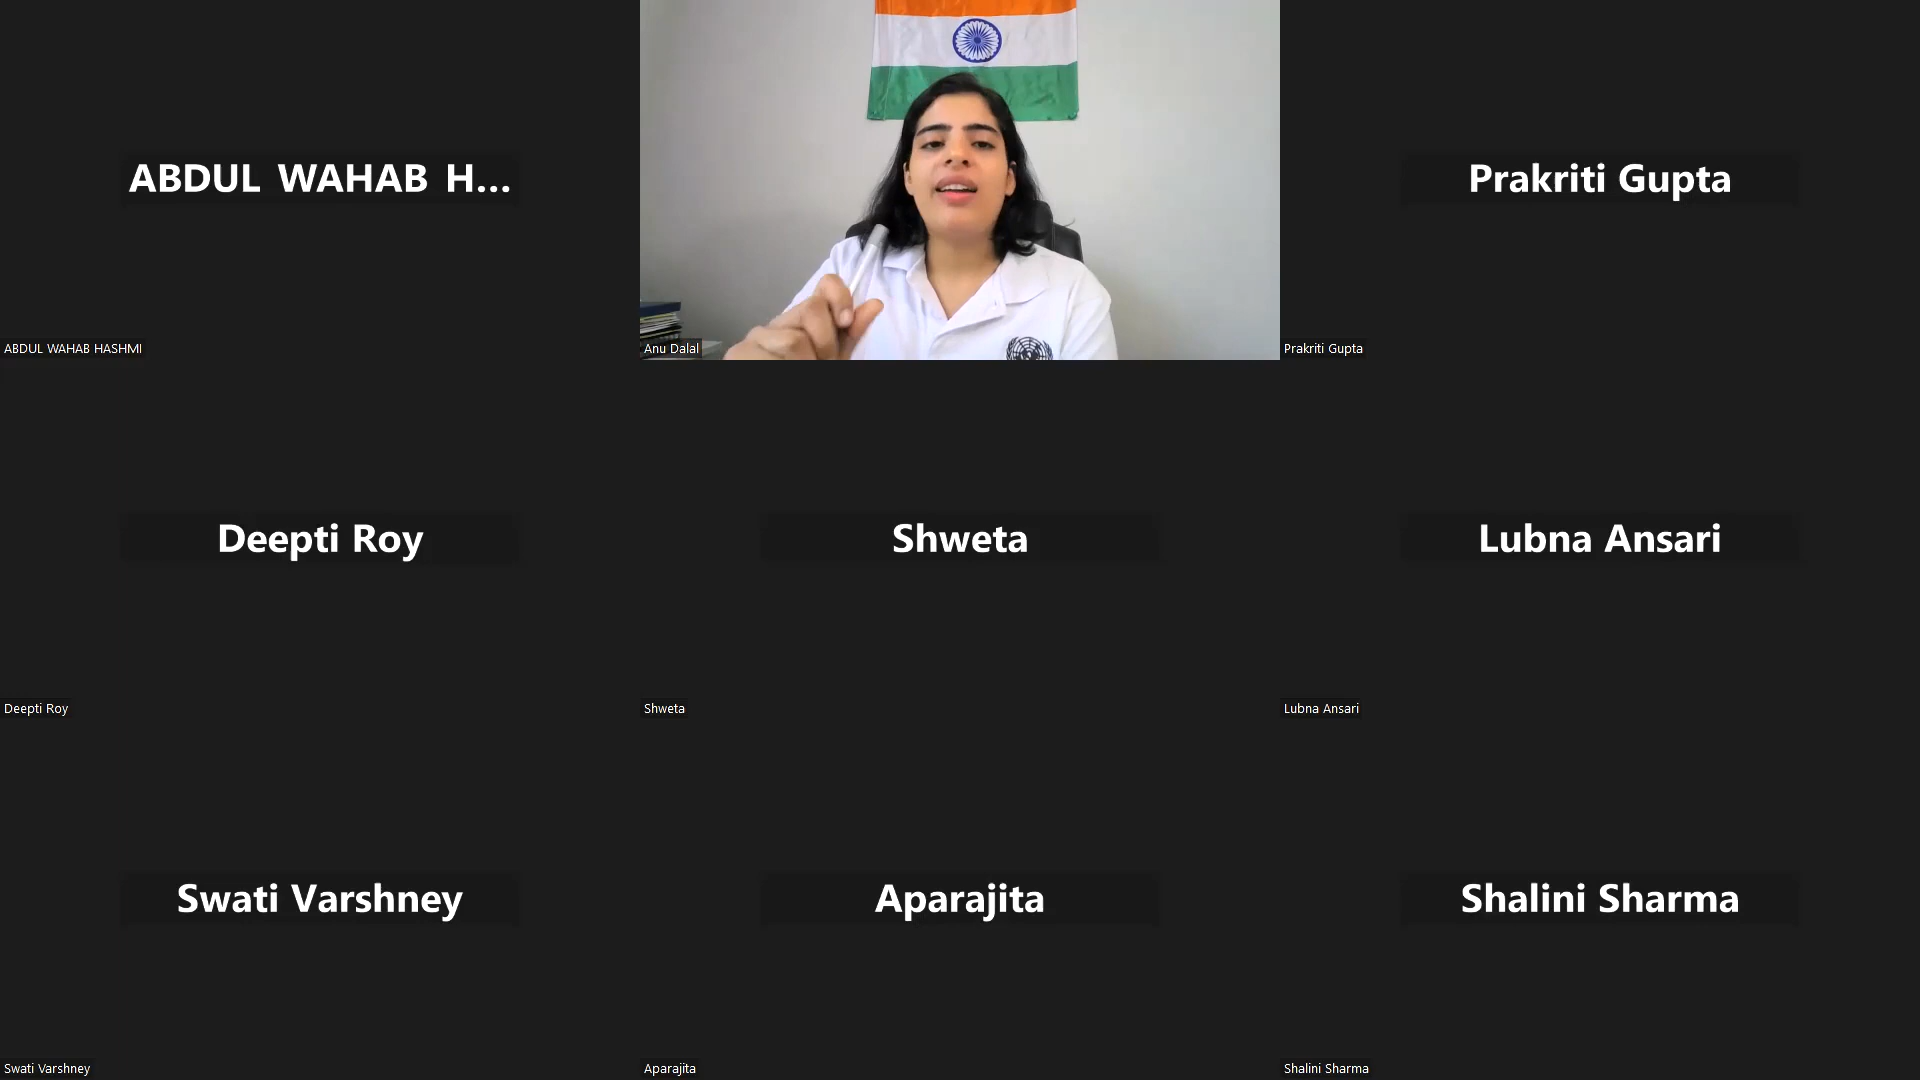 ABDUL WAHAB H...
ABDUL WAHAB HASHMI
Anu Dalal
Prakriti Gupta
Prakriti Gupta
Deepti Roy
Deepti Roy
Shweta
Shweta
Lubna Ansari
Lubna Ansari
Swati Varshney
Swati Varshney
Aparajita
Aparajita
Shalini Sharma
Shalini Sharma